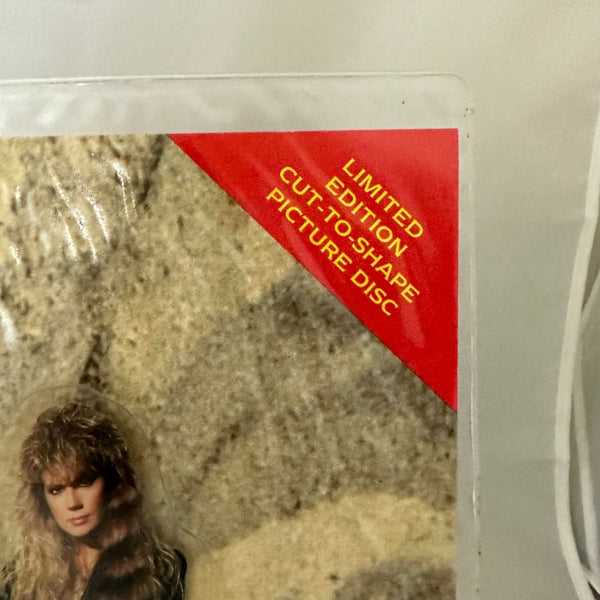 LIMITED
EDITION
CUT-TO-SHAPE
PICTURE DISC